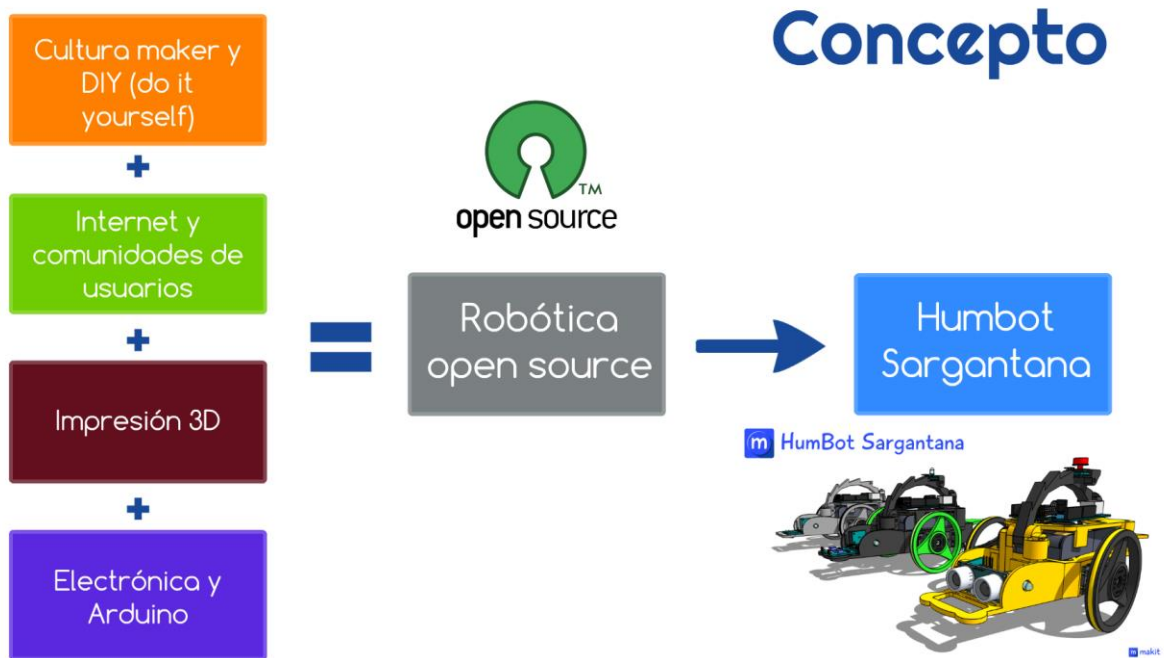 Concepto
Cultura maker y
DIY (do it
yourself)
+
Internet y
comunidades de
usuarios
+
Impresión 3D
+
Electrónica y
Arduino
=
TM
open source
Robótica
open source
Humbot
Sargantana
m HumBot Sargantana
m makit